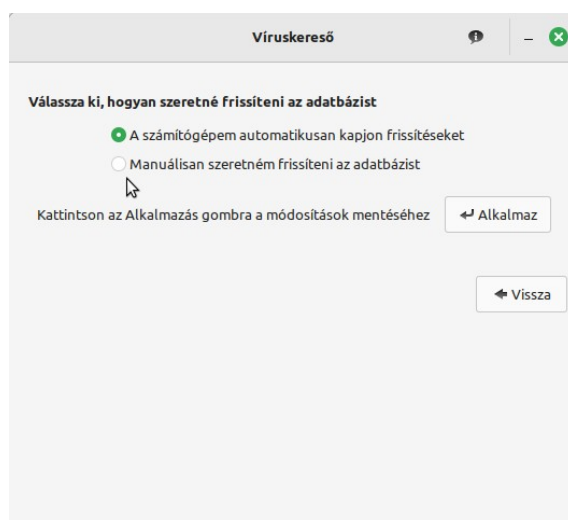 Víruskereső
Válassza ki, hogyan szeretné frissíteni az adatbázist
A számítógépem automatikusan kapjon frissítéseket
Manuálisan szeretném frissíteni az adatbázist
Kattintson az Alkalmazás gombra a módosítások mentéséhez
Alkalmaz
Vissza